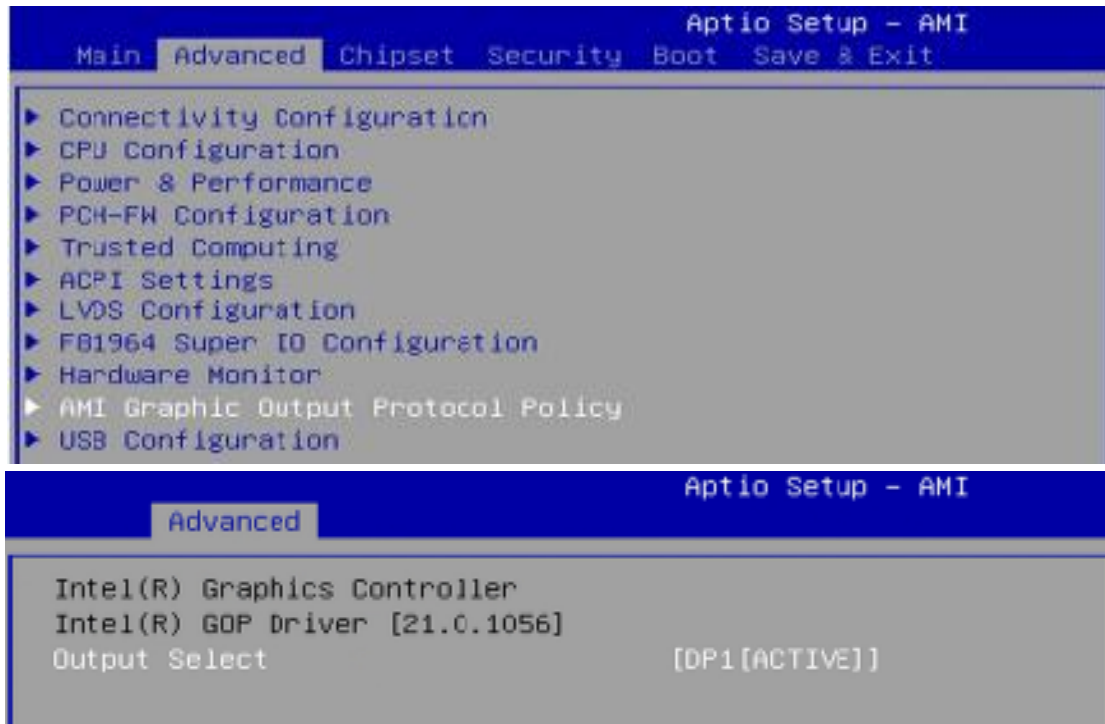 Aptio Setup - AMI
Main Advanced Chipset Security Boot Save & Exit
▶ Connectivity Configuration
▶ CPU Configuration
▶ Power & Performance
▶ PCH-FW Configuration
▶ Trusted Computing
▶ ACPI Settings
▶ LVDS Configuration
▶ F81964 Super IO Configuration
▶ Hardware Monitor
▶ AMI Graphic Output Protocol Policy
▶ USB Configuration
Aptio Setup - AMI
Advanced
Intel(R) Graphics Controller
Intel(R) GOP Driver [21.0.1056]
Output Select [DP1[ACTIVE]]